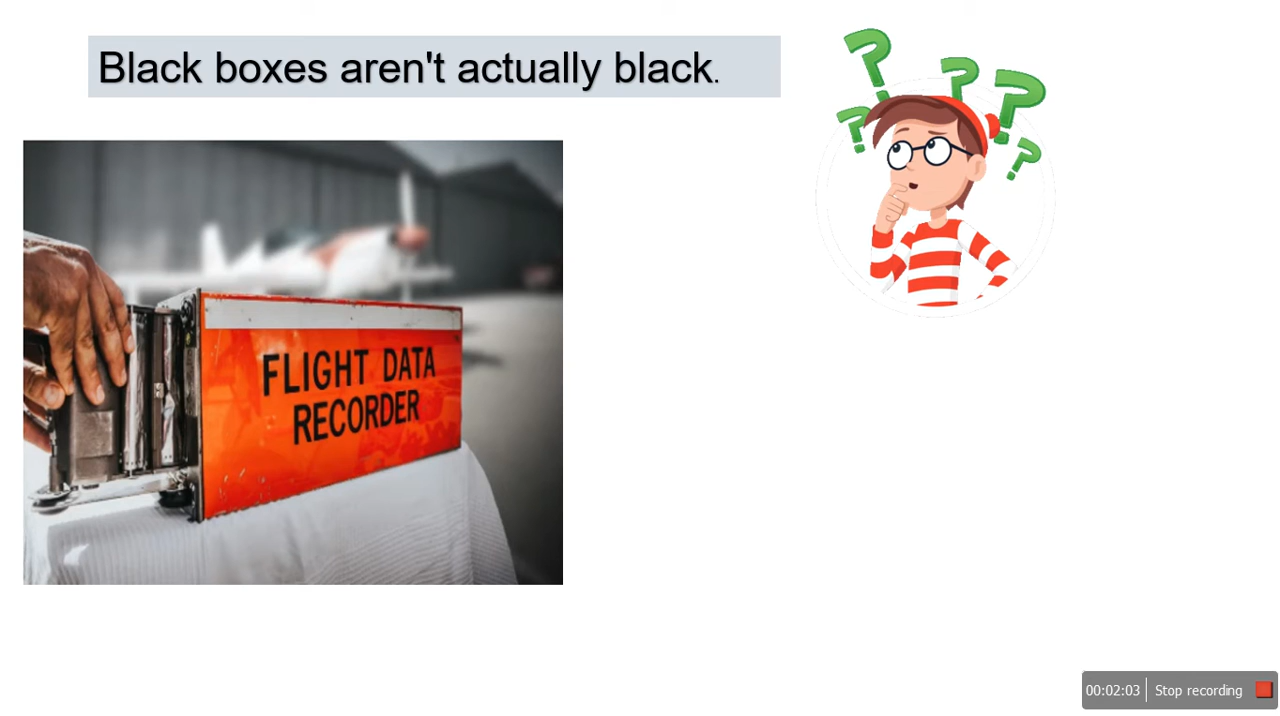 Black boxes aren't actually black.
FLIGHT DATA
RECORDER
00:02:03 Stop recording